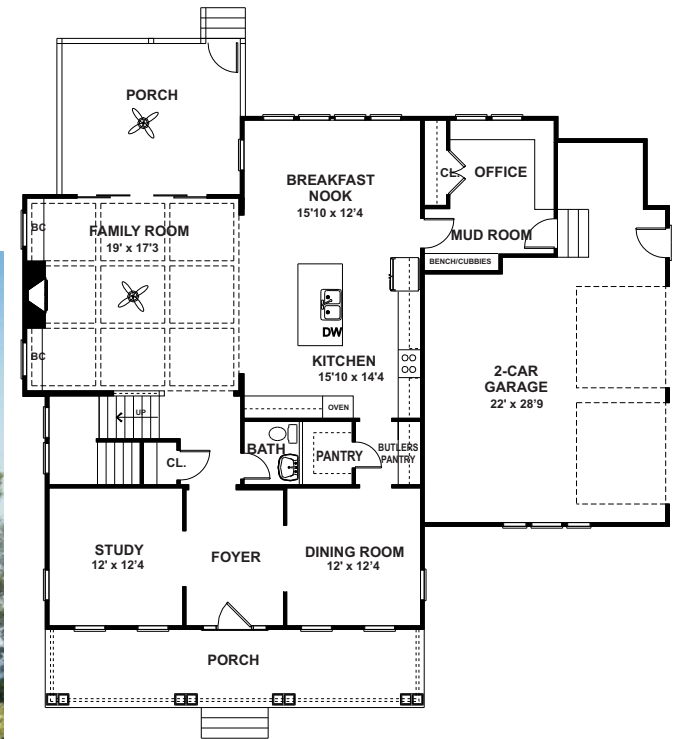 PORCH
BREAKFAST
NOOK
15'10 x 12'4
CL.
OFFICE
BC
FAMILY ROOM
19' x 17'3
MUD ROOM
BENCH/CUBBIES
DW
BC
KITCHEN
15'10 x 14'4
2-CAR
GARAGE
22' x 28'9
UP
OVEN
BATH
PANTRY
BUTLERS
PANTRY
CL.
STUDY
12' x 12'4
FOYER
DINING ROOM
12' x 12'4
PORCH